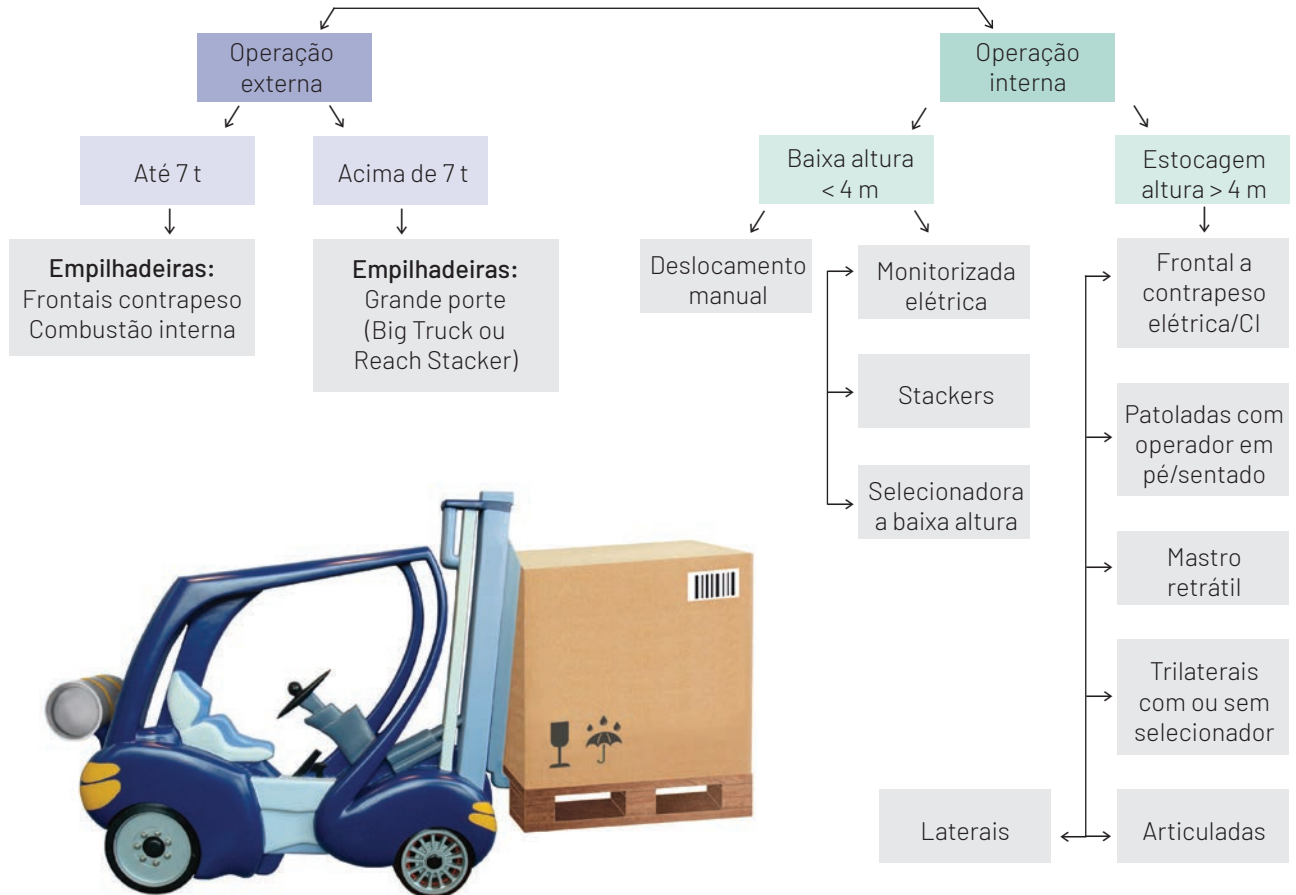 Operação
externa
Operação
interna
Até 7 t
Acima de 7 t
Baixa altura
< 4 m
Estocagem
altura > 4 m
Empilhadeiras:
Frontais contrapeso
Combustão interna
Empilhadeiras:
Grande porte
(Big Truck ou
Reach Stacker)
Deslocamento
manual
Monitorizada
elétrica
Stackers
Selecionadora
a baixa altura
Frontal a
contrapeso
elétrica/CI
Patoladas com
operador em
pé/sentado
Mastro
retrátil
Trilaterais
com ou sem
selecionador
Laterais
Articuladas